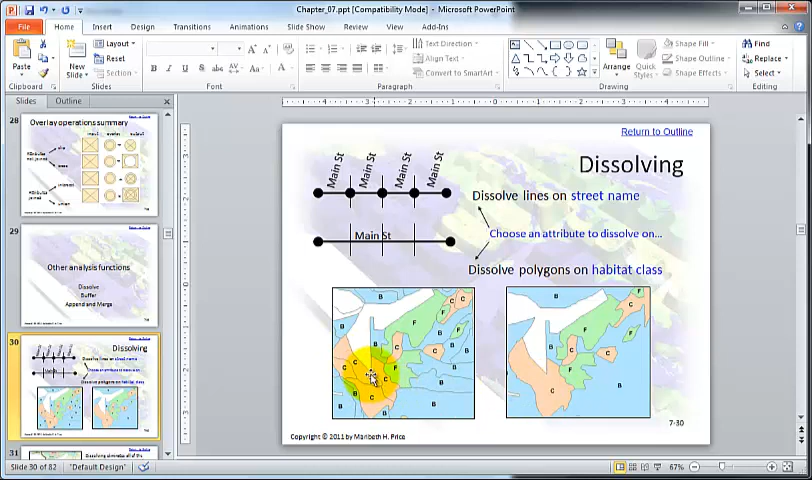 Chapter_07.ppt [Compatibility Mode] - Microsoft PowerPoint
File Home Insert Design Transitions Animations Slide Show Review View Add-Ins
Paste
Clipboard
New Slide
Layout
Reset
Section
Slides
B I U S abc AV Aa A
Font
Paragraph
Text Direction
Align Text
Convert to SmartArt
Arrange
Quick Styles
Shape Fill
Shape Outline
Shape Effects
Drawing
Find
Replace
Select
Editing
Slides Outline
28
Overlay operations summary
29
Other analysis functions
Dissolve
Buffer
Append and Merge
30
Dissolving
31
Return to Outline
Dissolving
Main St Main St Main St Main St
Dissolve lines on street name
Main St
Choose an attribute to dissolve on...
Dissolve polygons on habitat class
B C C F B F B B C C C F C B C B B
B F C B C C F B
7-30
Copyright © 2011 by Maribeth H. Price
Slide 30 of 82 "Default Design" 67%